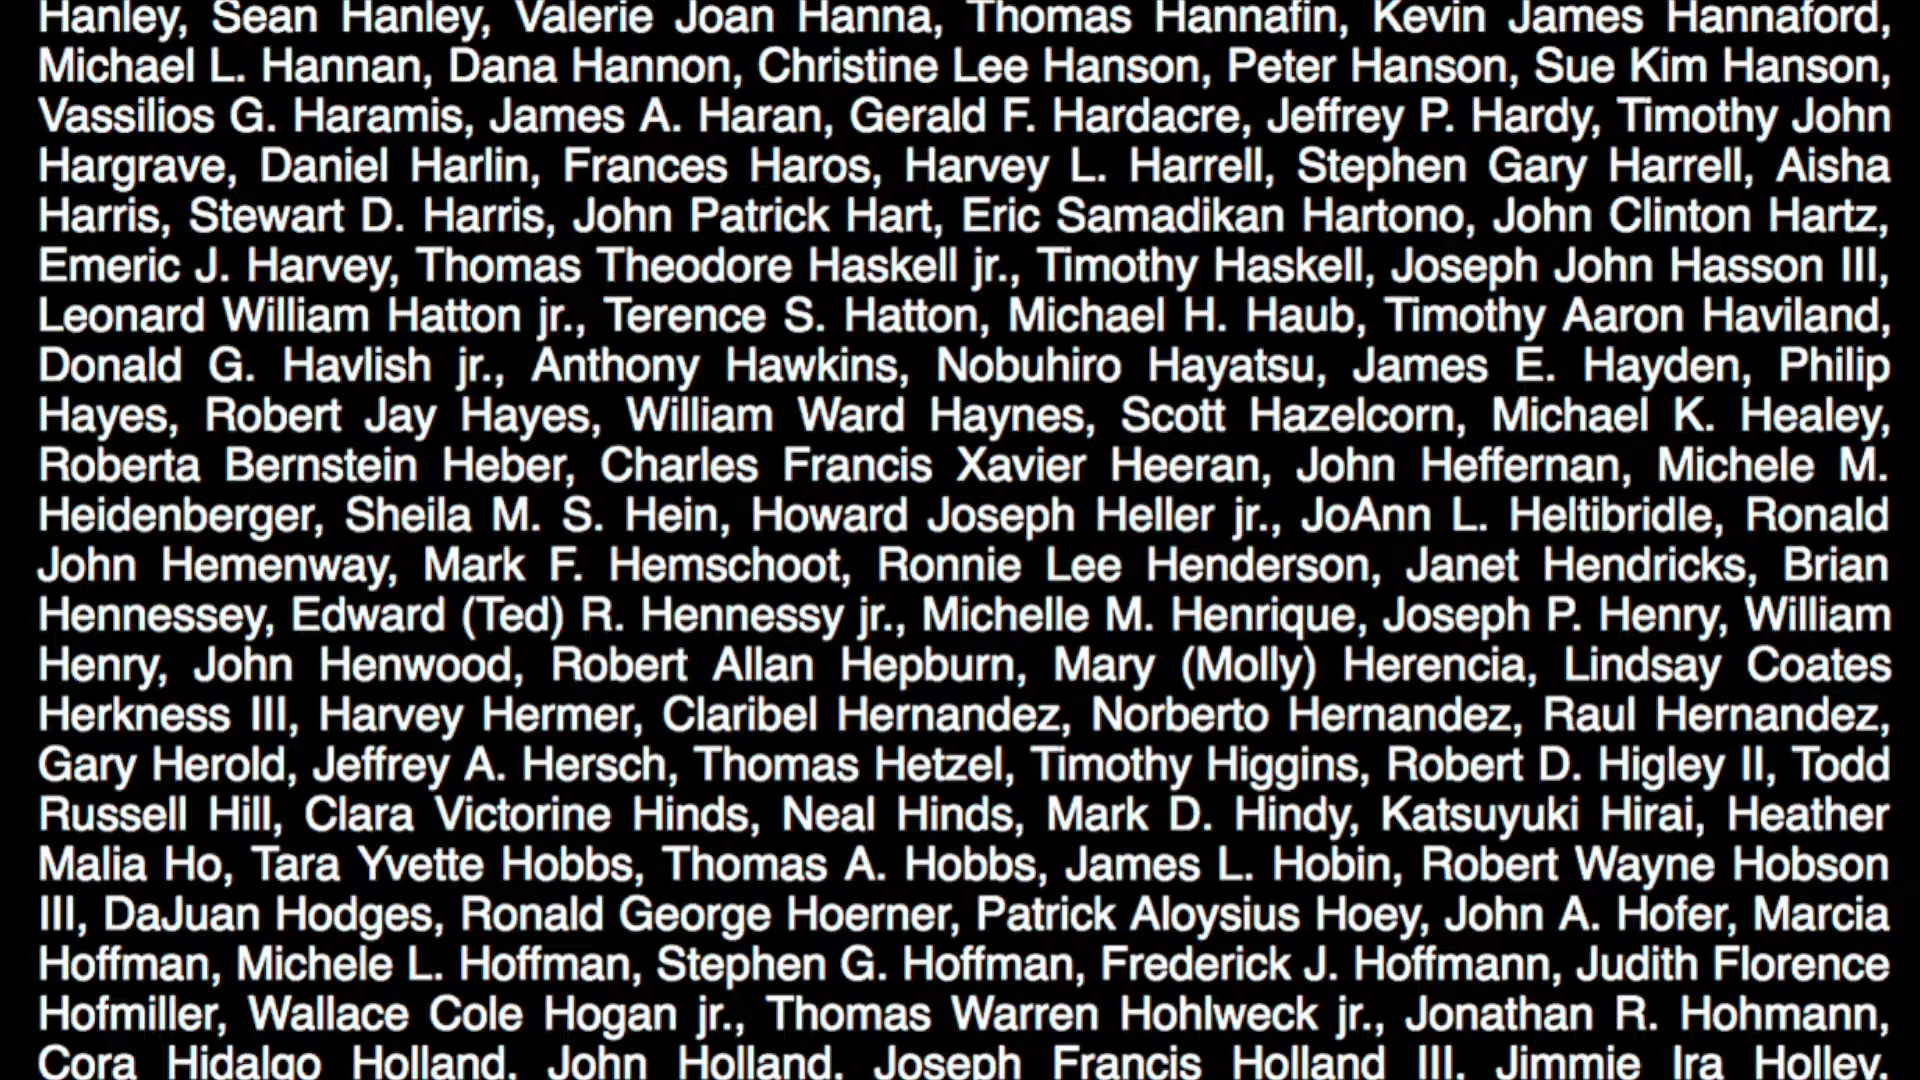 Hanley, Sean Hanley, Valerie Joan Hanna, Thomas Hannafin, Kevin James Hannaford,
Michael L. Hannan, Dana Hannon, Christine Lee Hanson, Peter Hanson, Sue Kim Hanson,
Vassilios G. Haramis, James A. Haran, Gerald F. Hardacre, Jeffrey P. Hardy, Timothy John
Hargrave, Daniel Harlin, Frances Haros, Harvey L. Harrell, Stephen Gary Harrell, Aisha
Harris, Stewart D. Harris, John Patrick Hart, Eric Samadikan Hartono, John Clinton Hartz,
Emeric J. Harvey, Thomas Theodore Haskell jr., Timothy Haskell, Joseph John Hasson III,
Leonard William Hatton jr., Terence S. Hatton, Michael H. Haub, Timothy Aaron Haviland,
Donald G. Havlish jr., Anthony Hawkins, Nobuhiro Hayatsu, James E. Hayden, Philip
Hayes, Robert Jay Hayes, William Ward Haynes, Scott Hazelcorn, Michael K. Healey,
Roberta Bernstein Heber, Charles Francis Xavier Heeran, John Heffernan, Michele M.
Heidenberger, Sheila M. S. Hein, Howard Joseph Heller jr., JoAnn L. Heltibridle, Ronald
John Hemenway, Mark F. Hemschoot, Ronnie Lee Henderson, Janet Hendricks, Brian
Hennessey, Edward (Ted) R. Hennessy jr., Michelle M. Henrique, Joseph P. Henry, William
Henry, John Henwood, Robert Allan Hepburn, Mary (Molly) Herencia, Lindsay Coates
Herkness III, Harvey Hermer, Claribel Hernandez, Norberto Hernandez, Raul Hernandez,
Gary Herold, Jeffrey A. Hersch, Thomas Hetzel, Timothy Higgins, Robert D. Higley II, Todd
Russell Hill, Clara Victorine Hinds, Neal Hinds, Mark D. Hindy, Katsuyuki Hirai, Heather
Malia Ho, Tara Yvette Hobbs, Thomas A. Hobbs, James L. Hobin, Robert Wayne Hobson
III, DaJuan Hodges, Ronald George Hoerner, Patrick Aloysius Hoey, John A. Hofer, Marcia
Hoffman, Michele L. Hoffman, Stephen G. Hoffman, Frederick J. Hoffmann, Judith Florence
Hofmiller, Wallace Cole Hogan jr., Thomas Warren Hohlweck jr., Jonathan R. Hohmann,
Cora Hidalgo Holland, John Holland, Joseph Francis Holland III, Jimmie Ira Holley,